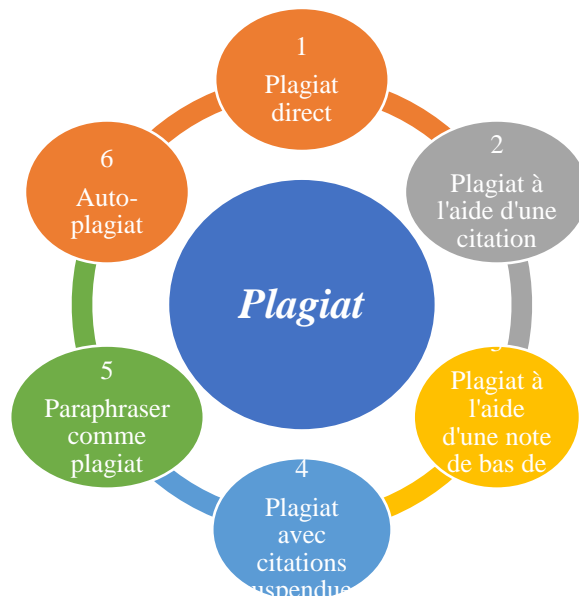 1
Plagiat
direct
2
Plagiat à
l'aide d'une
citation
Plagiat à
l'aide
d'une note
de bas de
4
Plagiat
avec
citations
5
Paraphraser
comme
plagiat
6
Auto-
plagiat
Plagiat